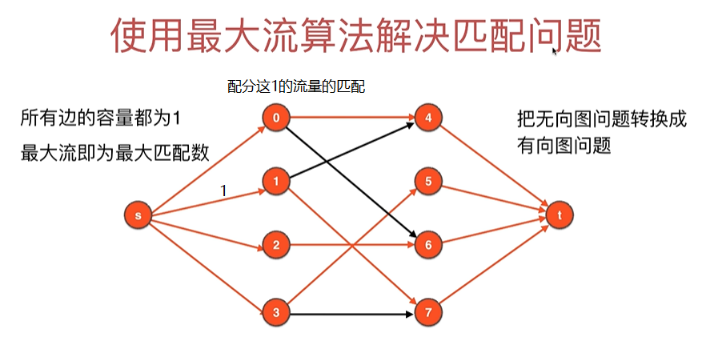 使用最大流算法解决匹配问题
配分这1的流量的匹配
所有边的容量都为1
最大流即为最大匹配数
把无向图问题转换成
有向图问题
0
4
1
5
1
s
t
2
6
3
7